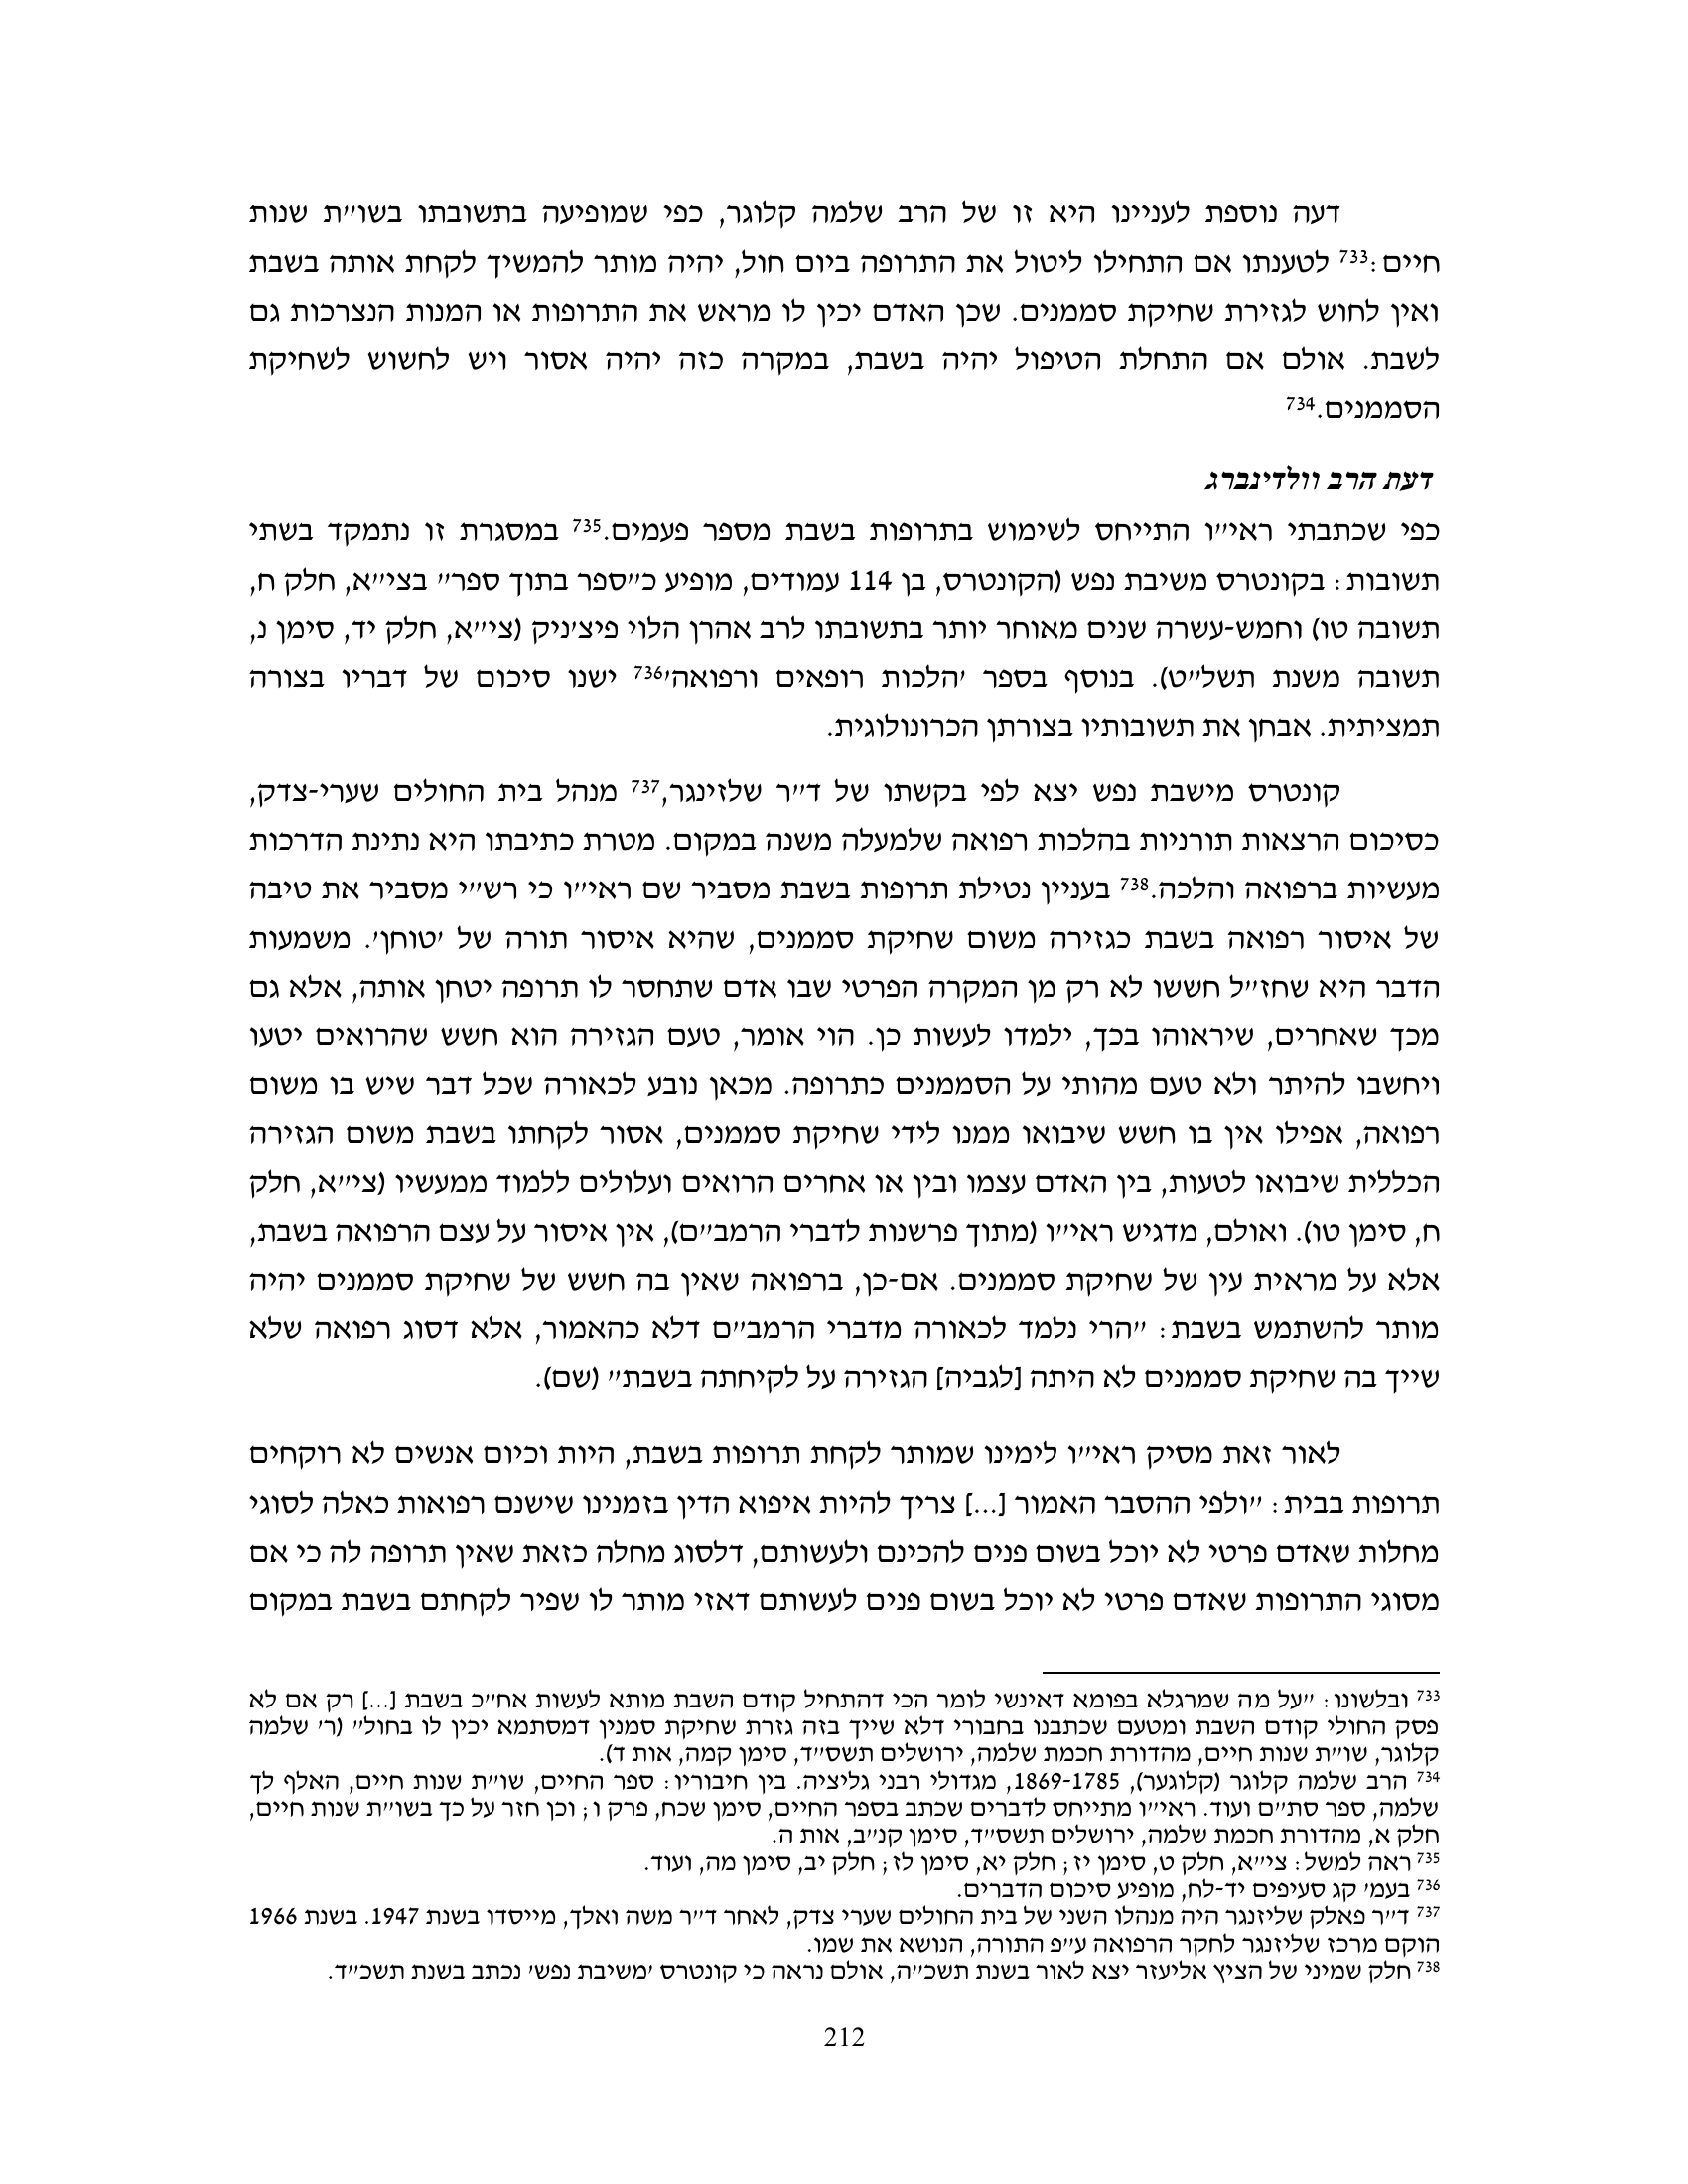 דעה נוספת לעניינו היא זו של הרב שלמה קלוגר, כפי שמופיעה בתשובתו בשו״ת שנות
חיים:733 לטענתו אם התחילו ליטול את התרופה ביום חול, יהיה מותר להמשיך לקחת אותה בשבת
ואין לחוש לגזירת שחיקת סממנים. שכן האדם יכין לו מראש את התרופות או המנות הנצרכות גם
לשבת. אולם אם התחלת הטיפול יהיה בשבת, במקרה כזה יהיה אסור ויש לחשוש לשחיקת
הסממנים.734
דעת הרב וולדינברג
כפי שכתבתי ראי״ו התייחס לשימוש בתרופות בשבת מספר פעמים.735 במסגרת זו נתמקד בשתי
תשובות: בקונטרס משיבת נפש (הקונטרס, בן 114 עמודים, מופיע כ״ספר בתוך ספר״ בצי״א, חלק ח,
תשובה טו) וחמש-עשרה שנים מאוחר יותר בתשובתו לרב אהרן הלוי פיצ׳ניק (צי״א, חלק יד, סימן נ,
תשובה משנת תשל״ט). בנוסף בספר ׳הלכות רופאים ורפואה׳736 ישנו סיכום של דבריו בצורה
תמציתית. אבחן את תשובותיו בצורתן הכרונולוגית.
קונטרס מישבת נפש יצא לפי בקשתו של ד״ר שלזינגר,737 מנהל בית החולים שערי-צדק,
כסיכום הרצאות תורניות בהלכות רפואה שלמעלה משנה במקום. מטרת כתיבתו היא נתינת הדרכות
מעשיות ברפואה והלכה.738 בעניין נטילת תרופות בשבת מסביר שם ראי״ו כי רש״י מסביר את טיבה
של איסור רפואה בשבת כגזירה משום שחיקת סממנים, שהיא איסור תורה של ׳טוחן׳. משמעות
הדבר היא שחז״ל חששו לא רק מן המקרה הפרטי שבו אדם שתחסר לו תרופה יטחן אותה, אלא גם
מכך שאחרים, שיראוהו בכך, ילמדו לעשות כן. הוי אומר, טעם הגזירה הוא חשש שהרואים יטעו
ויחשבו להיתר ולא טעם מהותי על הסממנים כתרופה. מכאן נובע לכאורה שכל דבר שיש בו משום
רפואה, אפילו אין בו חשש שיבואו ממנו לידי שחיקת סממנים, אסור לקחתו בשבת משום הגזירה
הכללית שיבואו לטעות, בין האדם עצמו ובין או אחרים הרואים ועלולים ללמוד ממעשיו (צי״א, חלק
ח, סימן טו). ואולם, מדגיש ראי״ו (מתוך פרשנות לדברי הרמב״ם), אין איסור על עצם הרפואה בשבת,
אלא על מראית עין של שחיקת סממנים. אם-כן, ברפואה שאין בה חשש של שחיקת סממנים יהיה
מותר להשתמש בשבת: ״הרי נלמד לכאורה מדברי הרמב״ם דלא כהאמור, אלא דסוג רפואה שלא
שייך בה שחיקת סממנים לא היתה [לגביה] הגזירה על לקיחתה בשבת״ (שם).
לאור זאת מסיק ראי״ו לימינו שמותר לקחת תרופות בשבת, היות וכיום אנשים לא רוקחים
תרופות בבית: ״ולפי ההסבר האמור [...] צריך להיות איפוא הדין בזמנינו שישנם רפואות כאלה לסוגי
מחלות שאדם פרטי לא יוכל בשום פנים להכינם ולעשותם, דלסוג מחלה כזאת שאין תרופה לה כי אם
מסוגי התרופות שאדם פרטי לא יוכל בשום פנים לעשותם דאזי מותר לו שפיר לקחתם בשבת במקום
733 ובלשונו: ״על מה שמרגלא בפומא דאינשי לומר הכי דהתחיל קודם השבת מותא לעשות אח״כ בשבת [...] רק אם לא
פסק החולי קודם השבת ומטעם שכתבנו בחבורי דלא שייך בזה גזרת שחיקת סמנין דמסתמא יכין לו בחול״ (ר׳ שלמה
קלוגר, שו״ת שנות חיים, מהדורת חכמת שלמה, ירושלים תשס״ד, סימן קמה, אות ד).
734 הרב שלמה קלוגר (קלוגער), 1869-1785, מגדולי רבני גליציה. בין חיבוריו: ספר החיים, שו״ת שנות חיים, האלף לך
שלמה, ספר סת״ם ועוד. ראי״ו מתייחס לדברים שכתב בספר החיים, סימן שכח, פרק ו; וכן חזר על כך בשו״ת שנות חיים,
חלק א, מהדורת חכמת שלמה, ירושלים תשס״ד, סימן קנ״ב, אות ה.
735 ראה למשל: צי״א, חלק ט, סימן יז; חלק יא, סימן לז; חלק יב, סימן מה, ועוד.
736 בעמ׳ קג סעיפים יד-לח, מופיע סיכום הדברים.
737 ד״ר פאלק שליזנגר היה מנהלו השני של בית החולים שערי צדק, לאחר ד״ר משה ואלך, מייסדו בשנת 1947. בשנת 1966
הוקם מרכז שליזנגר לחקר הרפואה ע״פ התורה, הנושא את שמו.
738 חלק שמיני של הציץ אליעזר יצא לאור בשנת תשכ״ה, אולם נראה כי קונטרס ׳משיבת נפש׳ נכתב בשנת תשכ״ד.
212